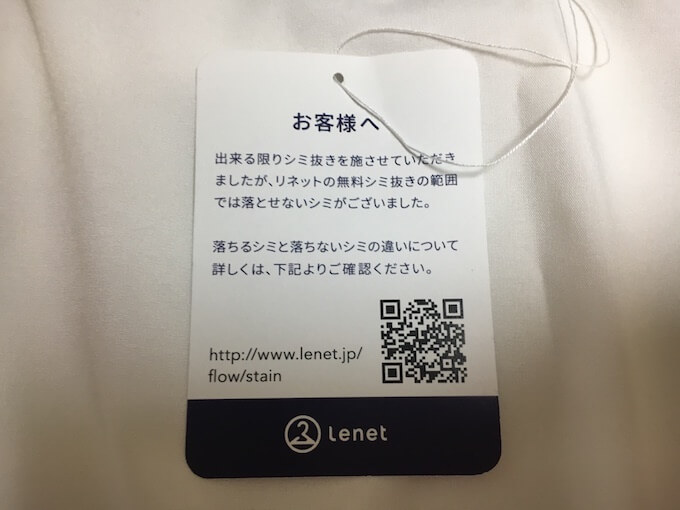 お客様へ
出来る限りシミ抜きを施させていただき
ましたが、リネットの無料シミ抜きの範囲
では落とせないシミがございました。
落ちるシミと落ちないシミの違いについて
詳しくは、下記よりご確認ください。
http://www.lenet.jp/
flow/stain
Lenet